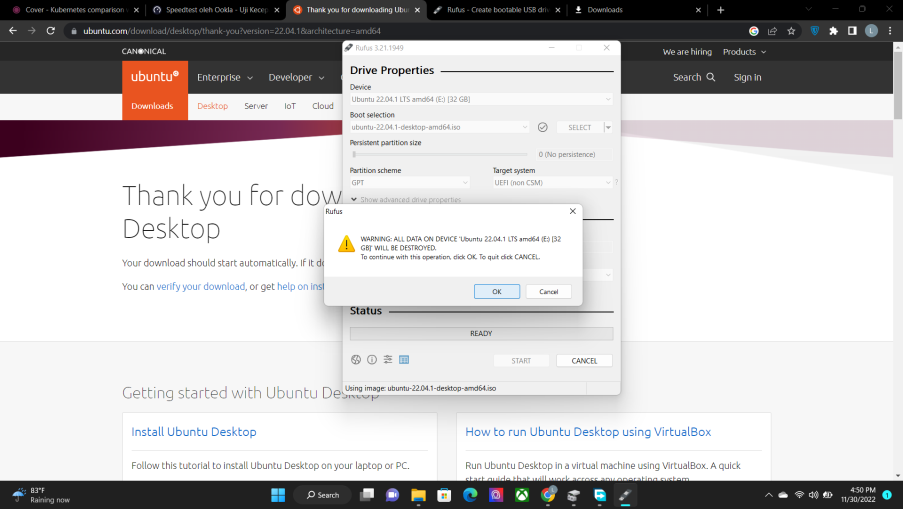 Cover - Kubernetes comparison w
Speedtest oleh Ookla - Uji Kecep
Thank you for downloading Ubun
Rufus - Create bootable USB driv
Downloads
ubuntu.com/download/desktop/thank-you?version=22.04.1&architecture=amd64
L
CANONICAL
We are hiring
Products
ubuntu
Enterprise
Developer
Search
Sign in
Downloads
Desktop
Server
IoT
Cloud
Thank you for dow
Desktop
Your download should start automatically. If it do
You can verify your download, or get help on inst
Getting started with Ubuntu Desktop
Install Ubuntu Desktop
Follow this tutorial to install Ubuntu Desktop on your laptop or PC.
How to run Ubuntu Desktop using VirtualBox
Run Ubuntu Desktop in a virtual machine using VirtualBox. A quick
start guide that will work across any operating system.
Rufus 3.21.1949
Drive Properties
Device
Ubuntu 22.04.1 LTS amd64 (E:) [32 GB]
Boot selection
ubuntu-22.04.1-desktop-amd64.iso
SELECT
Persistent partition size
0 (No persistence)
Partition scheme
Target system
GPT
UEFI (non CSM)
?
Show advanced drive properties
Rufus
WARNING: ALL DATA ON DEVICE 'Ubuntu 22.04.1 LTS amd64 (E:) [32
GB]' WILL BE DESTROYED.
To continue with this operation, click OK. To quit click CANCEL.
OK
Cancel
Status
READY
START
CANCEL
Using image: ubuntu-22.04.1-desktop-amd64.iso
83°F
Raining now
Search
4:50 PM
11/30/2022
1